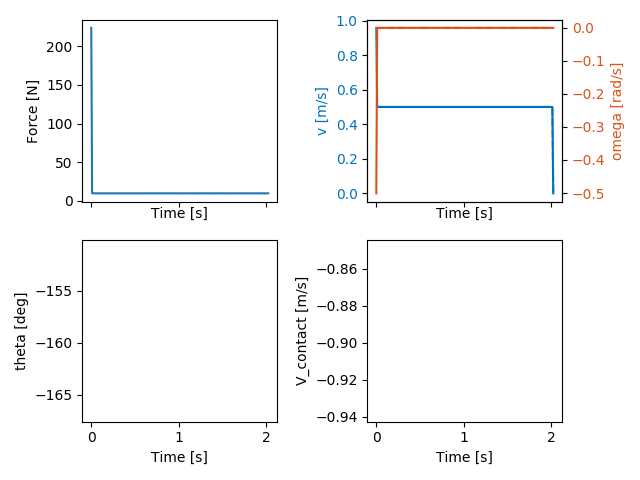 200
150
100
50
0
Force [N]
Time [s]
1.0
0.8
0.6
0.4
0.2
0.0
v [m/s]
0.0
−0.1
−0.2
−0.3
−0.4
−0.5
omega [rad/s]
Time [s]
−155
−160
−165
theta [deg]
0 1 2
Time [s]
−0.86
−0.88
−0.90
−0.92
−0.94
V_contact [m/s]
0 1 2
Time [s]